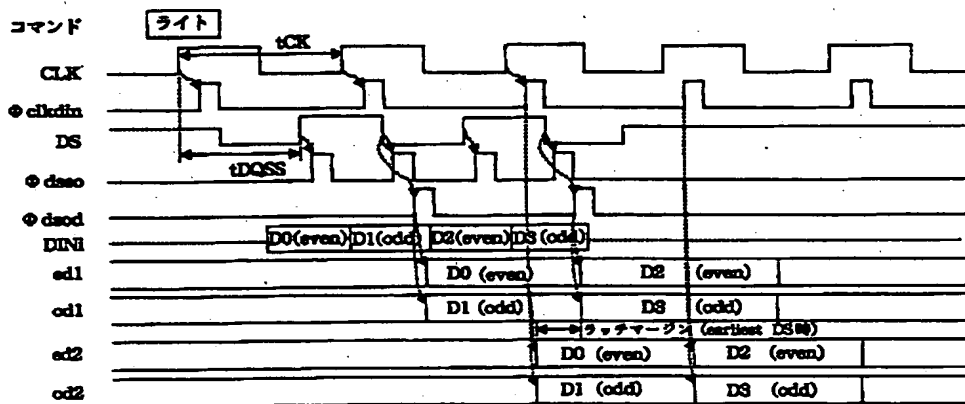 コマンド ライト
tCK
CLK
Φclkdin
DS
tDQSS
Φdseo
Φdsod
DINi D0(even) D1(odd) D2(even) D3(odd)
ed1 D0 (even) D2 (even)
od1 D1 (odd) D3 (odd)
ラッチマージン (earliest DS時)
ed2 D0 (even) D2 (even)
od2 D1 (odd) D3 (odd)